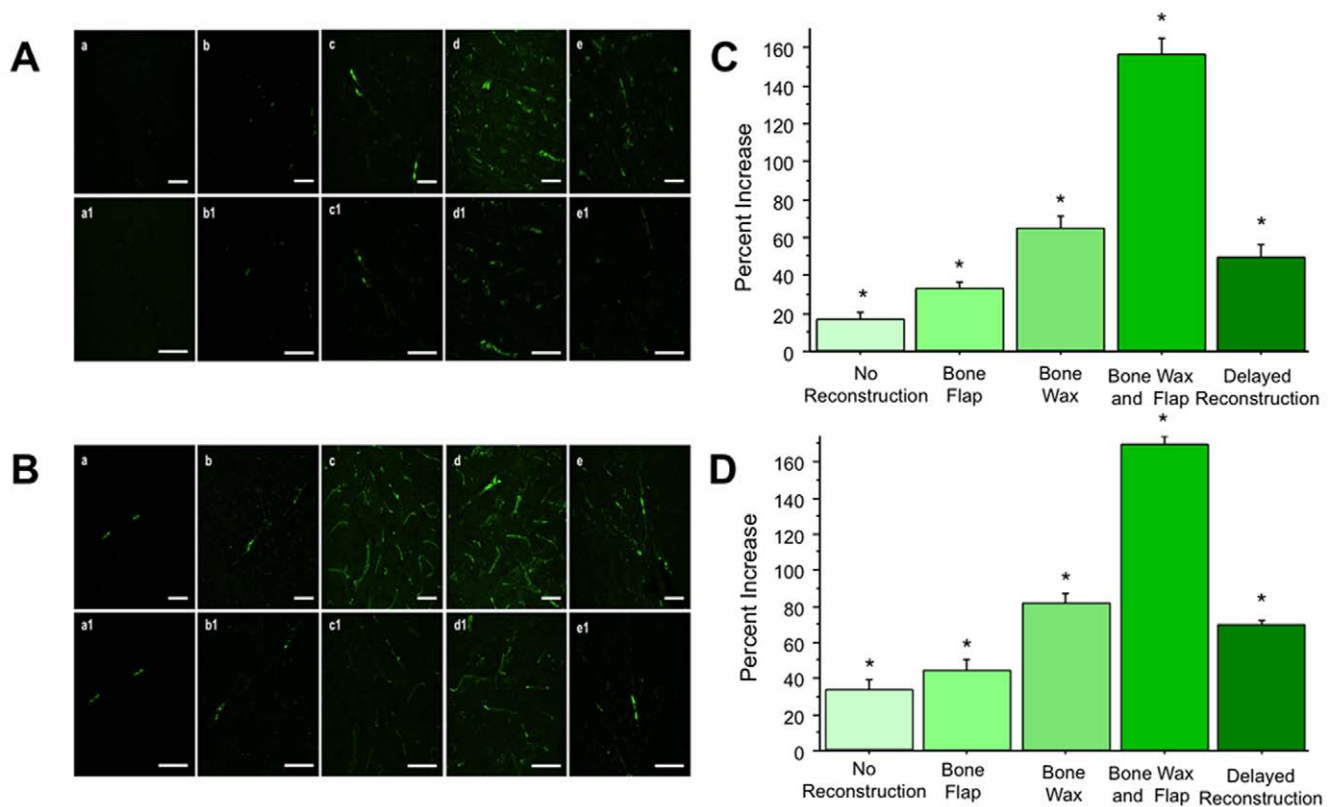 A
a b c d e
a1 b1 c1 d1 e1
C
Percent Increase
160
140
120
100
80
60
40
20
0
* * * * *
No Reconstruction
Bone Flap
Bone Wax
Bone Wax and Flap
Delayed Reconstruction
B
a b c d e
a1 b1 c1 d1 e1
D
Percent Increase
160
140
120
100
80
60
40
20
0
* * * * *
No Reconstruction
Bone Flap
Bone Wax
Bone Wax and Flap
Delayed Reconstruction